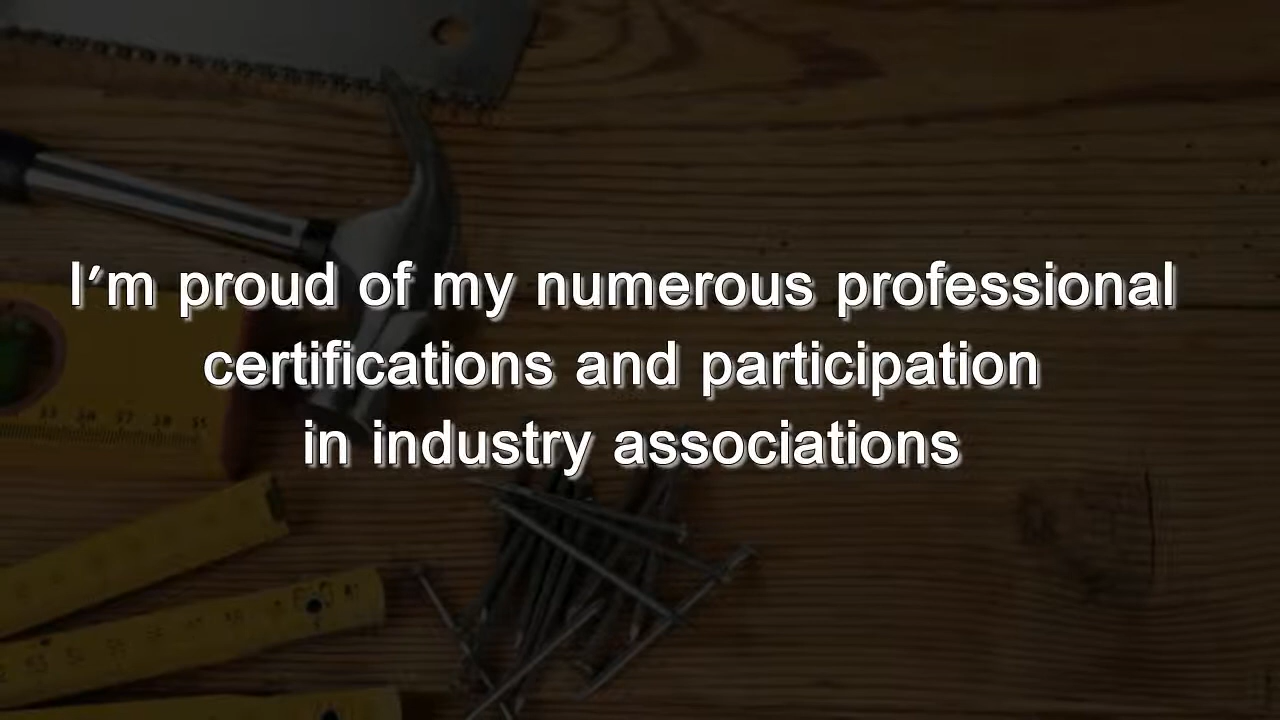 I'm proud of my numerous professional
certifications and participation
in industry associations